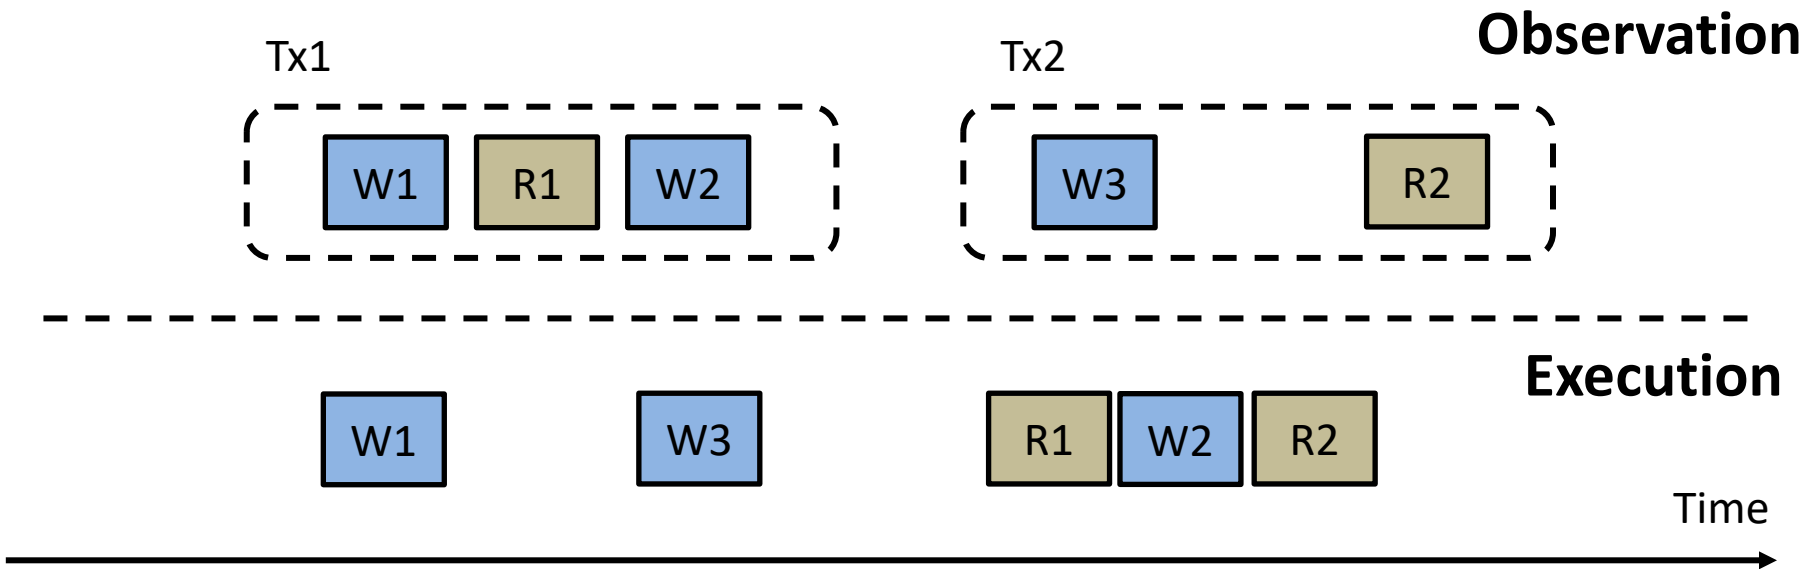 Observation
Tx1
Tx2
W1 R1 W2 W3 R2
Execution
W1 W3 R1 W2 R2
Time